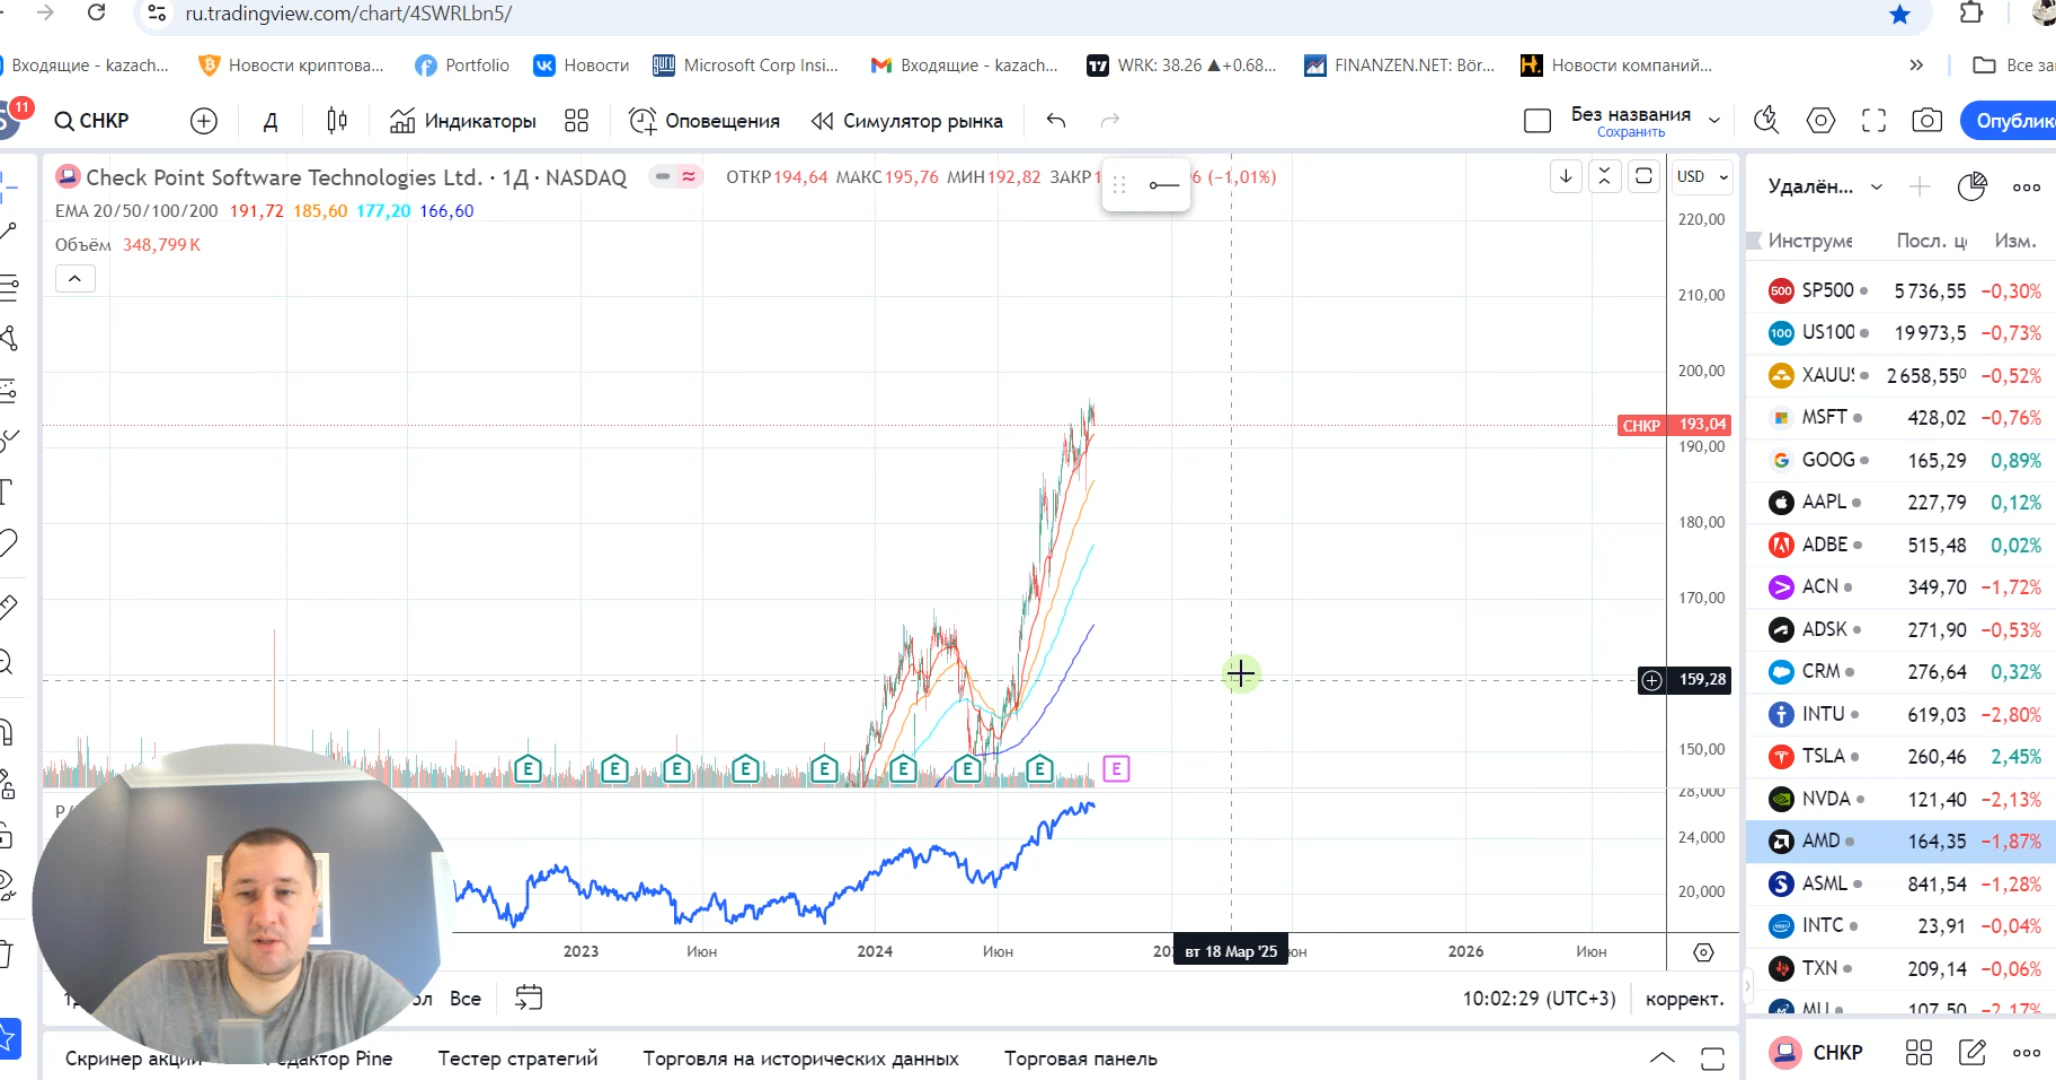 ru.tradingview.com/chart/4SWRLbn5/
Входящие - kazach... Новости криптова... Portfolio Новости Microsoft Corp Insi... Входящие - kazach... WRK: 38.26 ▲+0.68... FINANZEN.NET: Bör... Новости компаний... » Все за
11 CHKP Д Индикаторы Оповещения Симулятор рынка Без названия Опублик
Сохранить
Check Point Software Technologies Ltd. · 1Д · NASDAQ ОТКР194,64 МАКС195,76 МИН192,82 ЗАКР1 6 (−1,01%) USD
EMA 20/50/100/200 191,72 185,60 177,20 166,60
Объём 348,799 K
220,00
210,00
200,00
CHKP 193,04
190,00
180,00
170,00
159,28
150,00
E E E E E E E E E
28,000
24,000
20,000
2023 Июн 2024 Июн вт 18 Мар '25 2026 Июн
Все 10:02:29 (UTC+3) коррект.
Скринер акций Pine Тестер стратегий Торговля на исторических данных Торговая панель
Удалён...
Инструме Посл. Изм.
500 SP500 5 736,55 −0,30%
100 US100 19 973,5 −0,73%
2 658,550 −0,52%
MSFT 428,02 −0,76%
GOOG 165,29 0,89%
AAPL 227,79 0,12%
ADBE 515,48 0,02%
ACN 349,70 −1,72%
ADSK 271,90 −0,53%
CRM 276,64 0,32%
INTU 619,03 −2,80%
TSLA 260,46 2,45%
NVDA 121,40 −2,13%
AMD 164,35 −1,87%
ASML 841,54 −1,28%
INTC 23,91 −0,04%
TXN 209,14 −0,06%
MU 107,50 −2,17%
CHKP